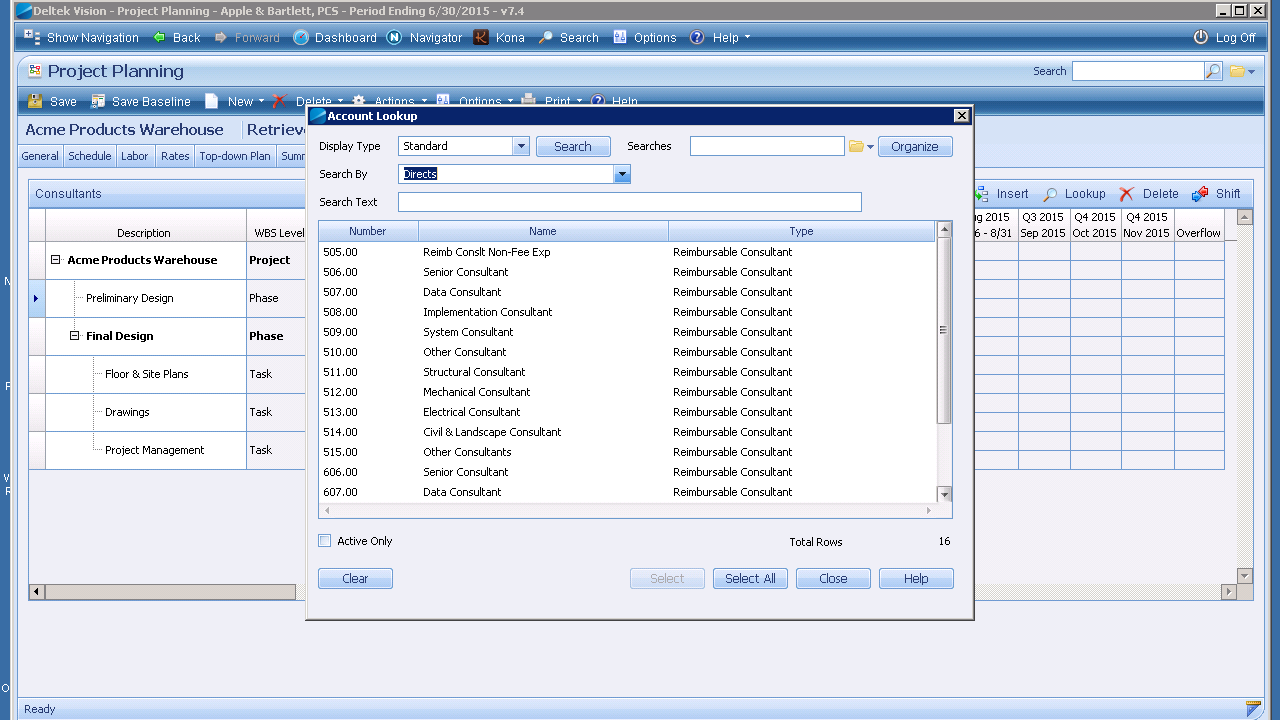 Deltek Vision - Project Planning - Apple & Bartlett, PCS - Period Ending 6/30/2015 - v7.4
Show Navigation Back Forward Dashboard Navigator Kona Search Options Help Log Off
Project Planning Search
Save Save Baseline New Delete Actions Options Print Help
Acme Products Warehouse Retrieve
General Schedule Labor Rates Top-down Plan Summ
Consultants Insert Lookup Delete Shift
Description WBS Level
Acme Products Warehouse Project
Preliminary Design Phase
Final Design Phase
Floor & Site Plans Task
Drawings Task
Project Management Task
Account Lookup
Display Type Standard Search Searches Organize
Search By Directs
Search Text
Number Name Type
505.00 Reimb Conslt Non-Fee Exp Reimbursable Consultant
506.00 Senior Consultant Reimbursable Consultant
507.00 Data Consultant Reimbursable Consultant
508.00 Implementation Consultant Reimbursable Consultant
509.00 System Consultant Reimbursable Consultant
510.00 Other Consultant Reimbursable Consultant
511.00 Structural Consultant Reimbursable Consultant
512.00 Mechanical Consultant Reimbursable Consultant
513.00 Electrical Consultant Reimbursable Consultant
514.00 Civil & Landscape Consultant Reimbursable Consultant
515.00 Other Consultants Reimbursable Consultant
606.00 Senior Consultant Reimbursable Consultant
607.00 Data Consultant Reimbursable Consultant
Active Only Total Rows 16
Clear Select Select All Close Help
2015 Q3 2015 Q4 2015 Q4 2015
- 8/31 Sep 2015 Oct 2015 Nov 2015 Overflow
Ready